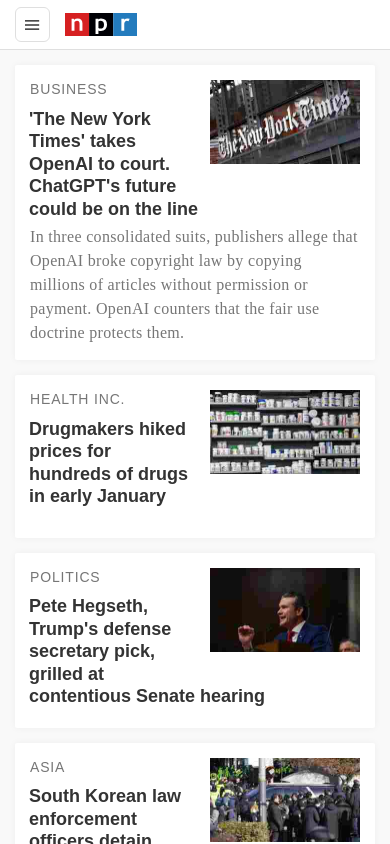 npr
BUSINESS
'The New York
Times' takes
OpenAI to court.
ChatGPT's future
could be on the line
The New York Times
In three consolidated suits, publishers allege that
OpenAI broke copyright law by copying
millions of articles without permission or
payment. OpenAI counters that the fair use
doctrine protects them.
HEALTH INC.
Drugmakers hiked
prices for
hundreds of drugs
in early January
POLITICS
Pete Hegseth,
Trump's defense
secretary pick,
grilled at
contentious Senate hearing
ASIA
South Korean law
enforcement
officers detain